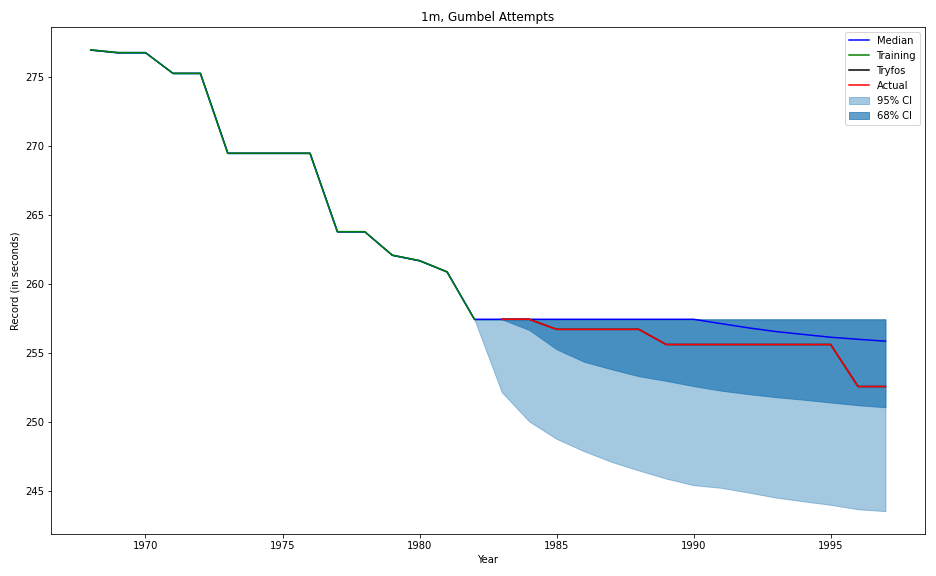 1m, Gumbel Attempts
Median
Training
Tryfos
Actual
95% CI
68% CI
Record (in seconds)
275
270
265
260
255
250
245
1970
1975
1980
1985
1990
1995
Year